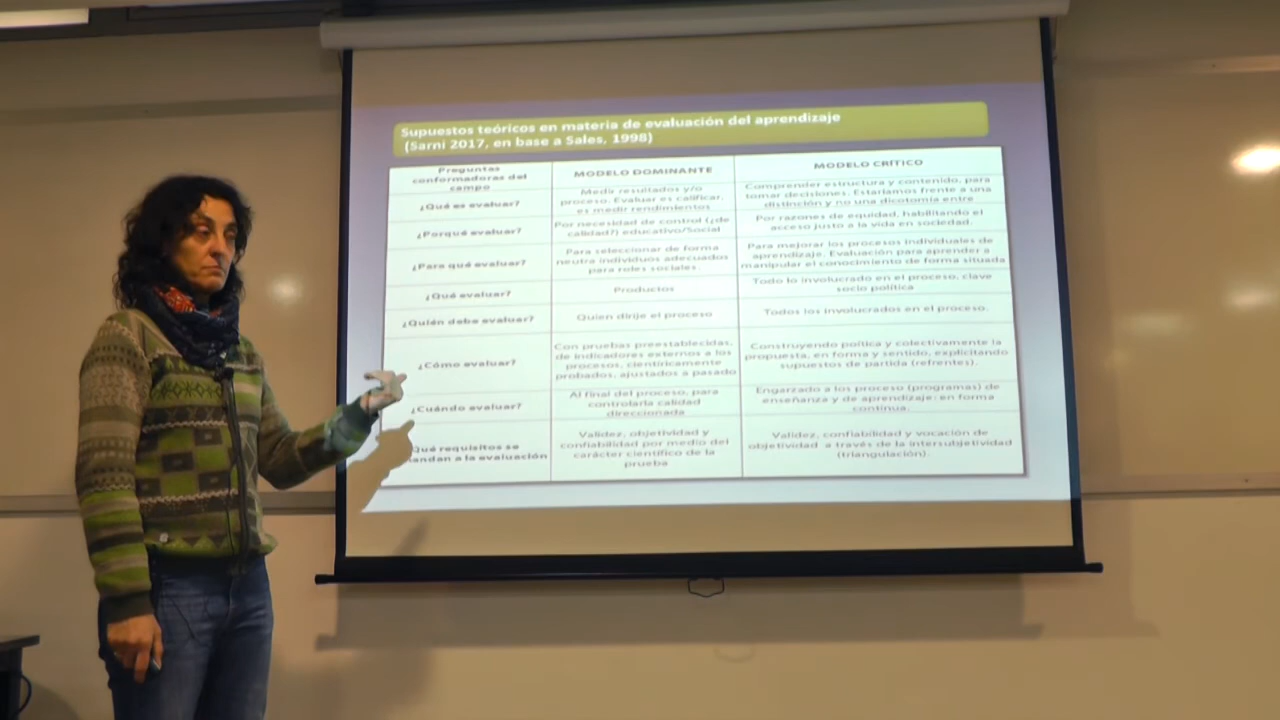 Supuestos teóricos en materia de evaluación del aprendizaje
(Sarni 2017, en base a Sales, 1998)
Preguntas
conformadoras del
campo
MODELO DOMINANTE
MODELO CRÍTICO
¿Qué es evaluar?
Medir resultados y/o
proceso. Evaluar es calificar,
es medir rendimientos
Comprender estructura y contenido, para
tomar decisiones. Estaríamos frente a una
distinción y no una dicotomía entre
¿Porqué evaluar?
Por necesidad de control (¿de
calidad?) educativo/Social
Por razones de equidad, habilitando el
acceso justo a la vida en sociedad.
¿Para qué evaluar?
Para seleccionar de forma
neutra individuos adecuados
para roles sociales.
Para mejorar los procesos individuales de
aprendizaje. Evaluación para aprender a
manipular el conocimiento de forma situada
¿Qué evaluar?
Productos
Todo lo involucrado en el proceso, clave
socio política
¿Quién debe evaluar?
Quien dirije el proceso
Todos los involucrados en el proceso.
¿Cómo evaluar?
Con pruebas preestablecidas,
de indicadores externos a los
procesos, científicamente
probados, ajustados a pasado
Construyendo poítica y colectivamente la
propuesta, en forma y sentido, explicitando
supuestos de partida (refrentes).
¿Cuándo evaluar?
Al final del proceso, para
controlarla calidad
direccionada
Engarzado a los proceso (programas) de
enseñanza y de aprendizaje: en forma
continua.
Qué requisitos se
mandan a la evaluación
Validez, objetividad y
confiabilidad por medio del
carácter científico de la
prueba
Validez, confiabilidad y vocación de
objetividad a través de la intersubjetividad
(triangulación).